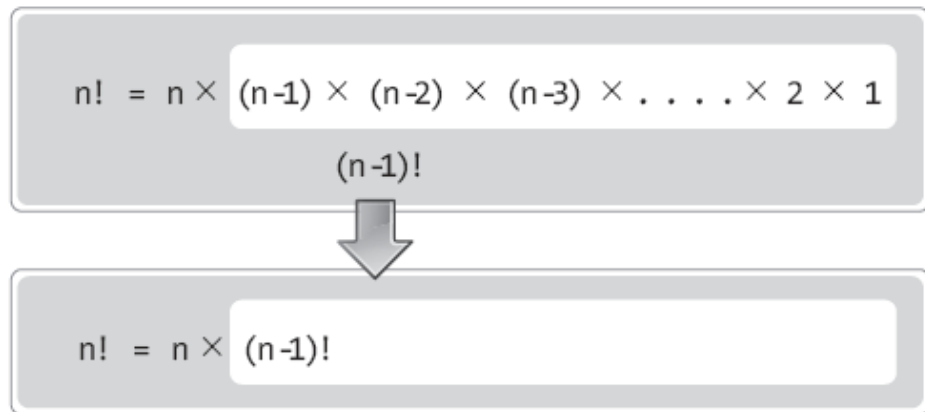 n! = n × (n-1) × (n-2) × (n-3) × . . . . × 2 × 1
(n-1)!
n! = n × (n-1)!